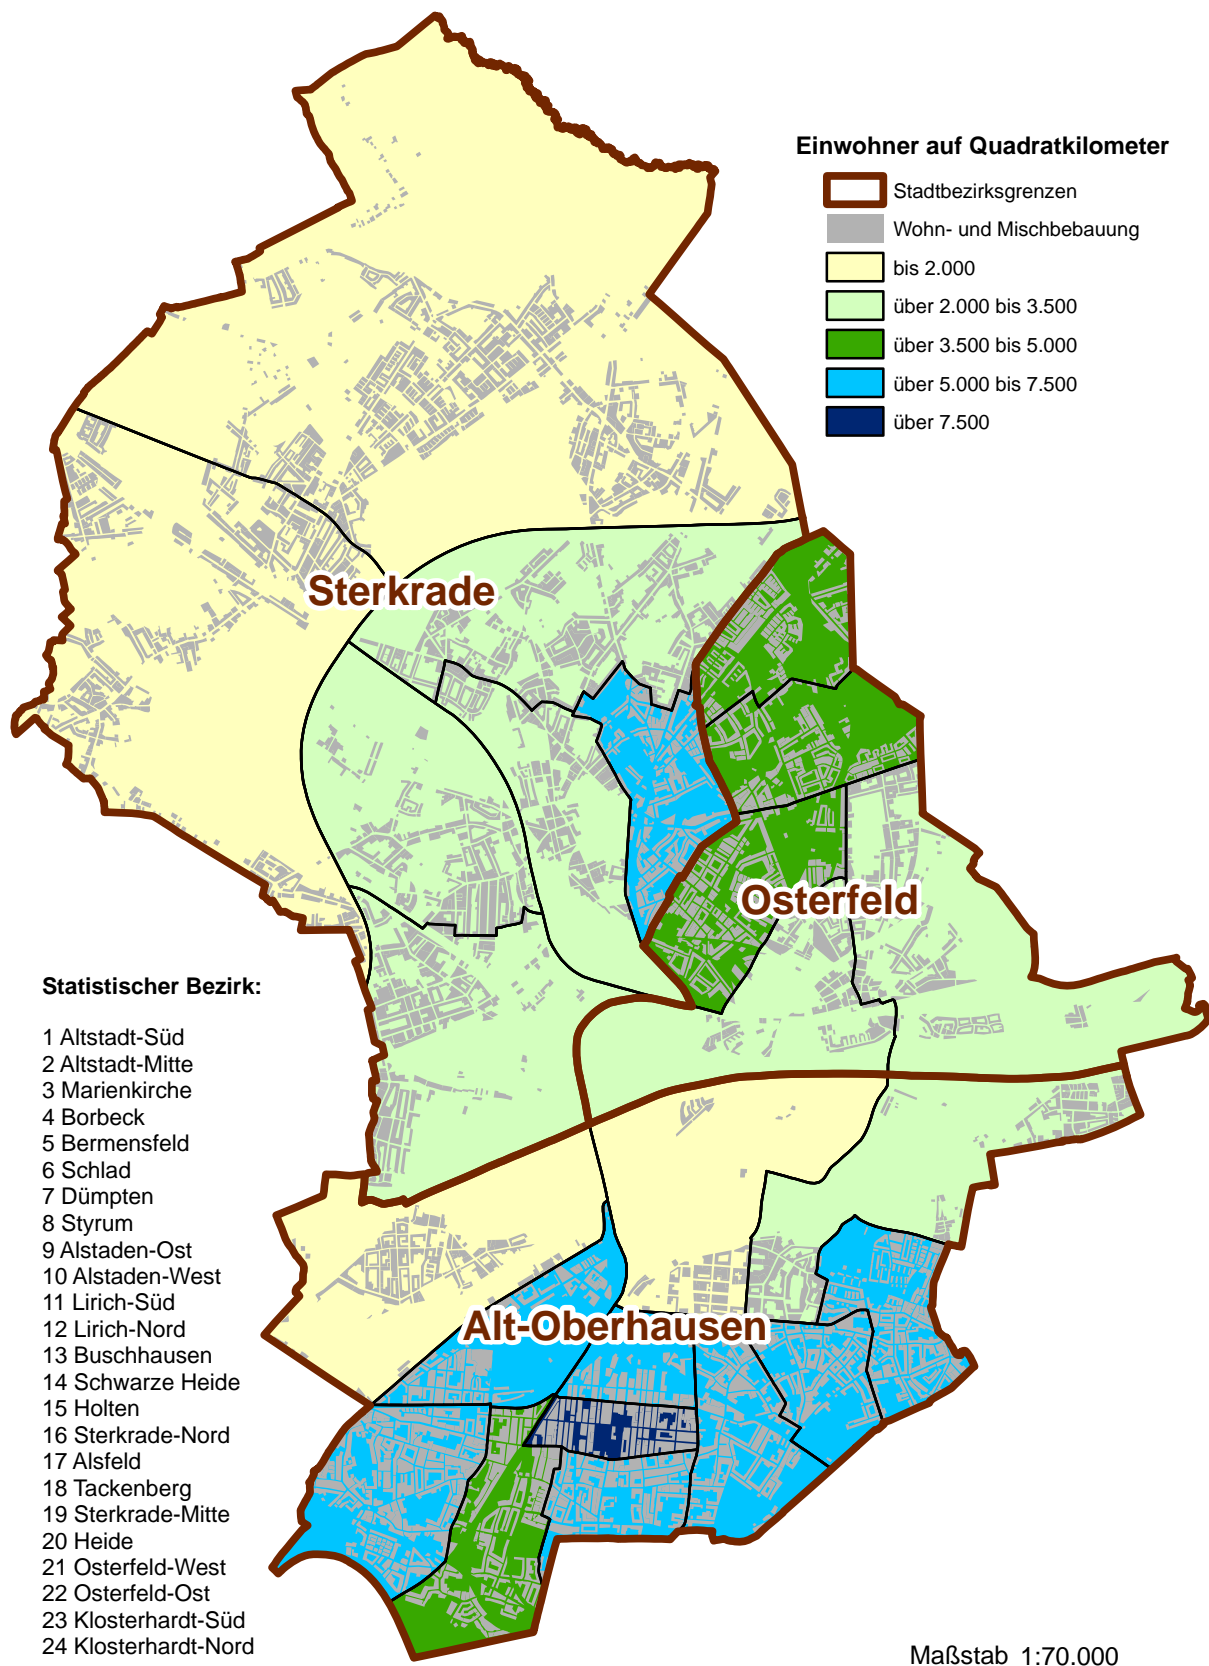 Einwohner auf Quadratkilometer
Stadtbezirksgrenzen
Wohn- und Mischbebauung
bis 2.000
über 2.000 bis 3.500
über 3.500 bis 5.000
über 5.000 bis 7.500
über 7.500
Sterkrade
Osterfeld
Alt-Oberhausen
Statistischer Bezirk:
1 Altstadt-Süd
2 Altstadt-Mitte
3 Marienkirche
4 Borbeck
5 Bermensfeld
6 Schlad
7 Dümpten
8 Styrum
9 Alstaden-Ost
10 Alstaden-West
11 Lirich-Süd
12 Lirich-Nord
13 Buschhausen
14 Schwarze Heide
15 Holten
16 Sterkrade-Nord
17 Alsfeld
18 Tackenberg
19 Sterkrade-Mitte
20 Heide
21 Osterfeld-West
22 Osterfeld-Ost
23 Klosterhardt-Süd
24 Klosterhardt-Nord
Maßstab 1:70.000